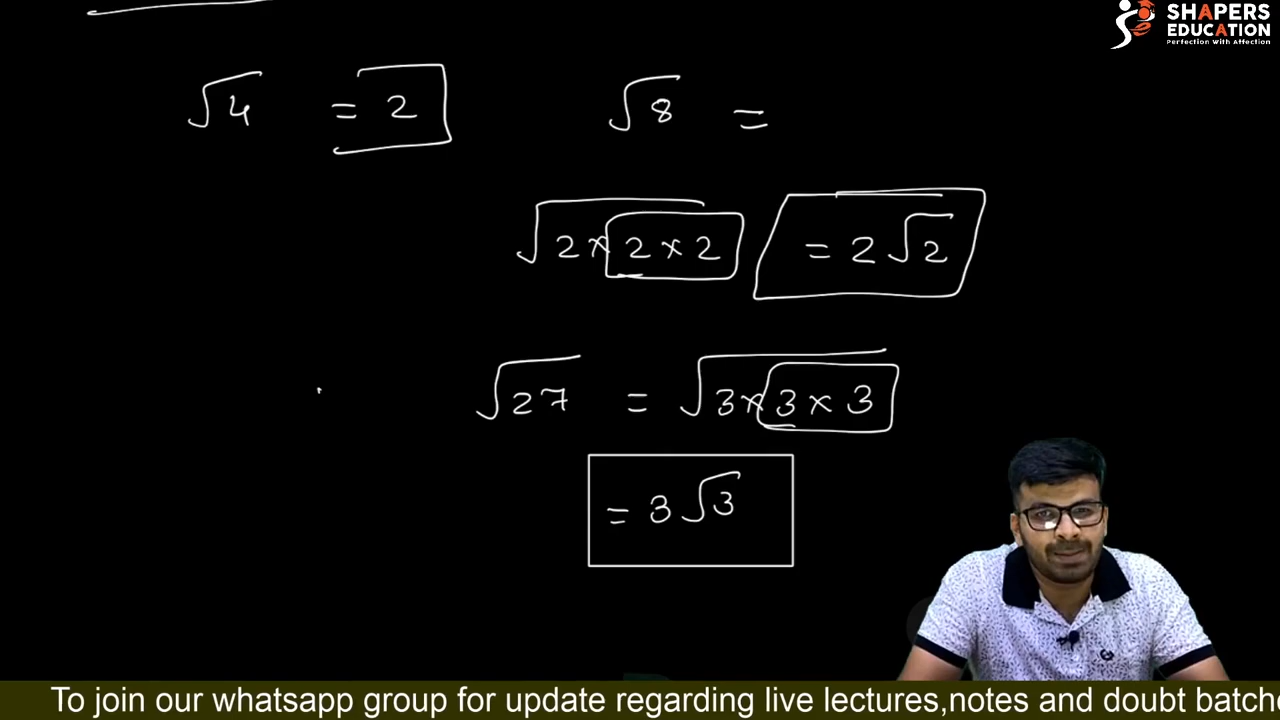 SHAPERS
EDUCATION
Perfection With Affection
√4 = 2
√8 =
√2×2×2 = 2√2
√27 = √3×3×3
= 3√3
To join our whatsapp group for update regarding live lectures,notes and doubt batch